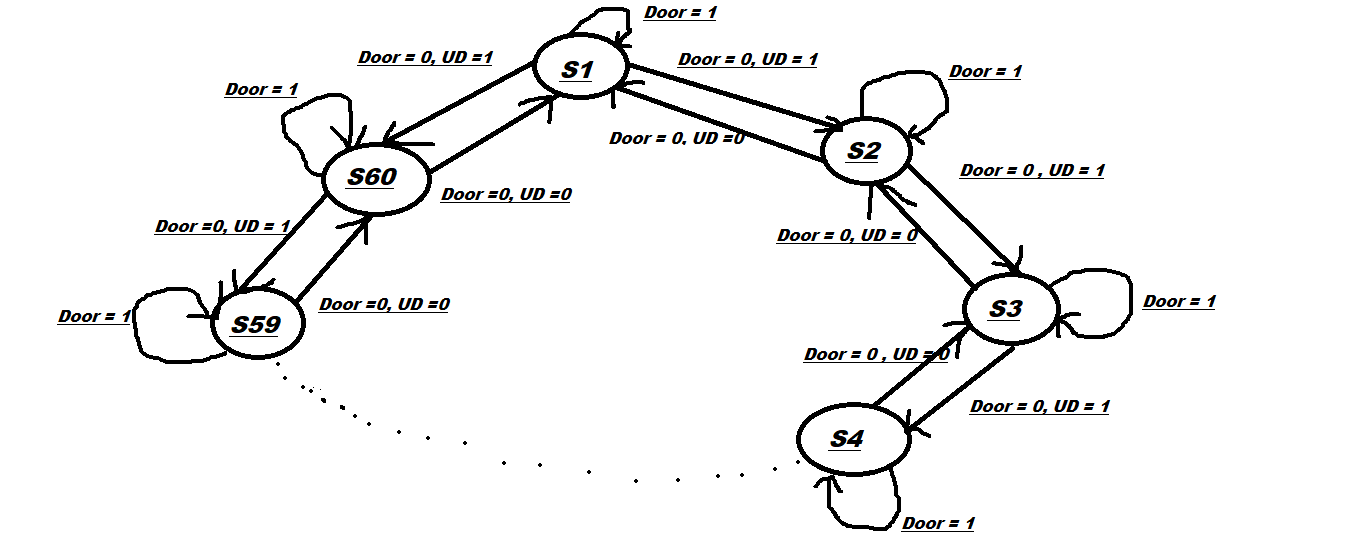 Door = 1
Door = 0, UD =1
S1
Door = 0, UD = 1
Door = 1
Door = 1
Door = 0, UD =0
S2
S60
Door = 0 , UD = 1
Door =0, UD =0
Door =0, UD = 1
Door = 0, UD = 0
Door =0, UD =0
S3
Door = 1
Door = 1
S59
Door = 0 , UD = 0
Door = 0, UD = 1
S4
Door = 1